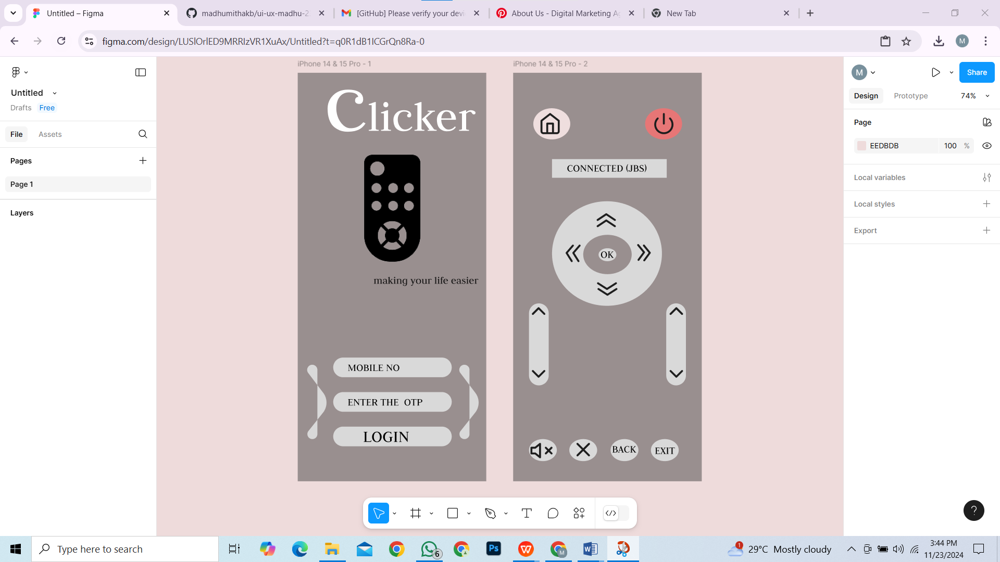 Untitled – Figma
madhumithakb/ui-ux-madhu-2
[GitHub] Please verify your devi
About Us - Digital Marketing Ag
New Tab
figma.com/design/LUSlOrlED9MRRIzVR1XuAx/Untitled?t=q0R1dB1ICGrQn8Ra-0
M
Untitled
Drafts Free
File Assets
Pages
Page 1
Layers
iPhone 14 & 15 Pro - 1
Clicker
making your life easier
MOBILE NO
ENTER THE OTP
LOGIN
iPhone 14 & 15 Pro - 2
CONNECTED (JBS)
OK
BACK
EXIT
M
Share
Design Prototype 74%
Page
EEDBDB 100 %
Local variables
Local styles
Export
?
Type here to search
6
Ps
M
1
29°C Mostly cloudy
3:44 PM
11/23/2024